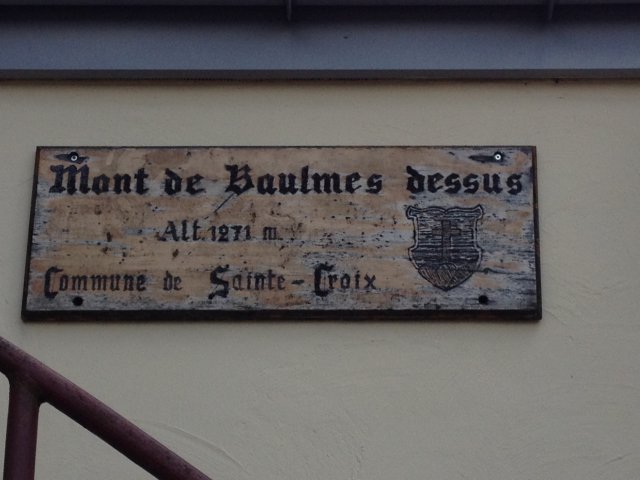 Mont de Baulmes dessus
Alt. 1271 m.
Commune de Sainte-Croix